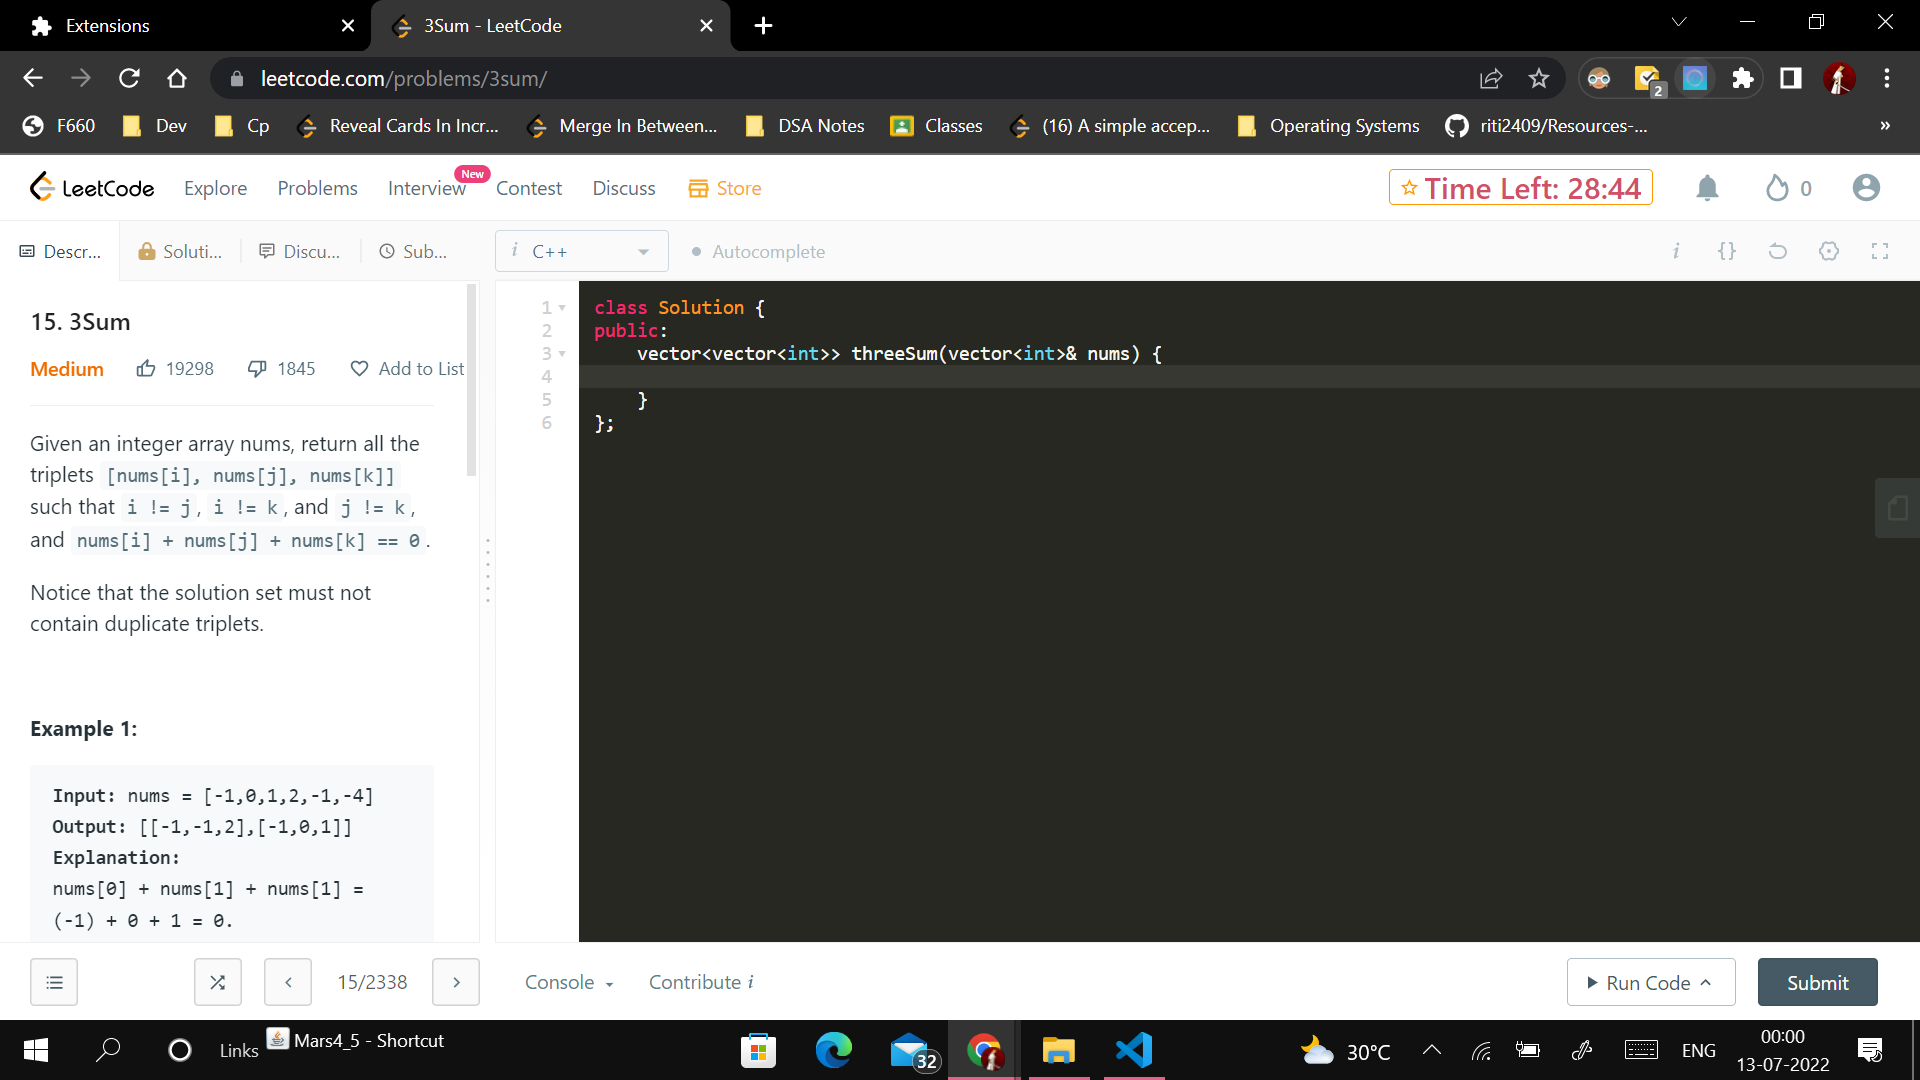 Extensions
3Sum - LeetCode
leetcode.com/problems/3sum/
2
F660
Dev
Cp
Reveal Cards In Incr...
Merge In Between...
DSA Notes
Classes
(16) A simple accep...
Operating Systems
riti2409/Resources-...
»
LeetCode
Explore
Problems
Interview
New
Contest
Discuss
Store
Time Left: 28:44
0
Descr...
Soluti...
Discu...
Sub...
i C++
Autocomplete
i {}
15. 3Sum
Medium
19298
1845
Add to List
Given an integer array nums, return all the
triplets [nums[i], nums[j], nums[k]]
such that i != j, i != k, and j != k,
and nums[i] + nums[j] + nums[k] == 0.
Notice that the solution set must not
contain duplicate triplets.
Example 1:
Input: nums = [-1,0,1,2,-1,-4]
Output: [[-1,-1,2],[-1,0,1]]
Explanation:
nums[0] + nums[1] + nums[1] =
(-1) + 0 + 1 = 0.
1 class Solution {
2 public:
3 vector<vector<int>> threeSum(vector<int>& nums) {
4
5 }
6 };
15/2338
Console
Contribute i
Run Code
Submit
Links
Mars4_5 - Shortcut
32
30°C
ENG
00:00
13-07-2022